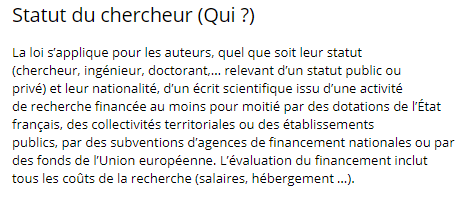 Statut du chercheur (Qui ?)
La loi s’applique pour les auteurs, quel que soit leur statut
(chercheur, ingénieur, doctorant,... relevant d’un statut public ou
privé) et leur nationalité, d’un écrit scientifique issu d’une activité
de recherche financée au moins pour moitié par des dotations de l’État
français, des collectivités territoriales ou des établissements
publics, par des subventions d’agences de financement nationales ou par
des fonds de l’Union européenne. L’évaluation du financement inclut
tous les coûts de la recherche (salaires, hébergement ...).